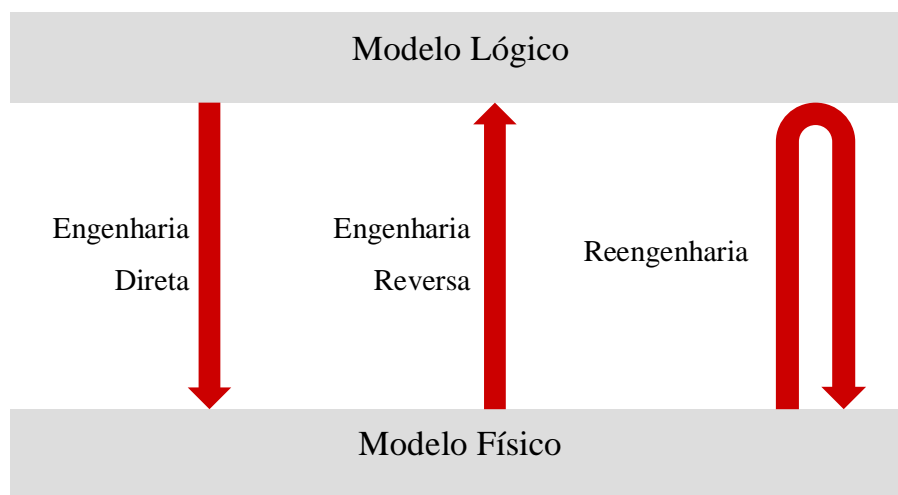 Modelo Lógico
Engenharia
Direta
Engenharia
Reversa
Reengenharia
Modelo Físico